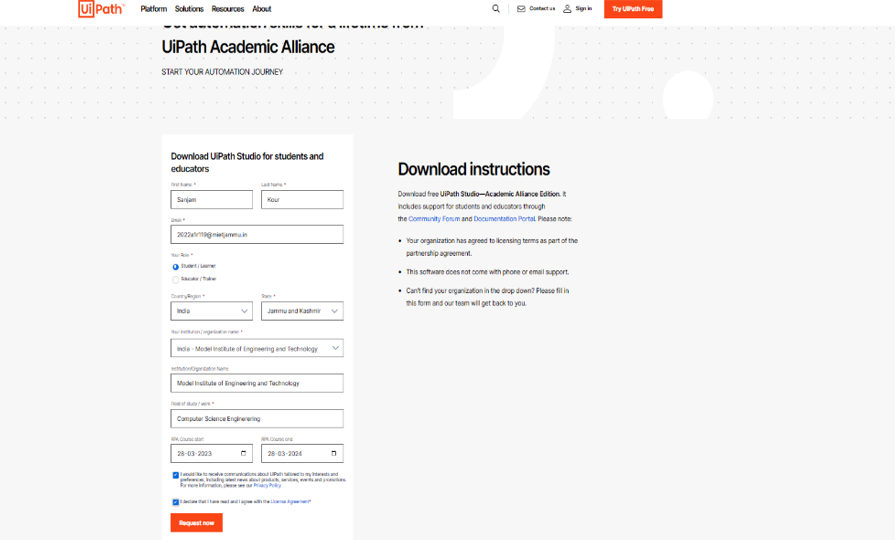 UiPath
Platform Solutions Resources About
Contact us
Sign in
Try UiPath Free
Get automation skills for a lifetime from
UiPath Academic Alliance
START YOUR AUTOMATION JOURNEY
Download UiPath Studio for students and
educators
First Name * Last Name *
Sanjam Kour
Email *
2022a1r119@mietjammu.in
Your Role *
Student / Learner
Educator / Trainer
Country/Region * State *
India Jammu and Kashmir
Your institution / organization name *
India - Model Institute of Engineering and Technology
Institution/Organization Name
Model Institute of Engineering and Technology
Field of study / work *
Computer Science Enginerering
RPA Course start RPA Course end
28-03-2023 28-03-2024
I would like to receive communications about UiPath tailored to my interests and
preferences, including latest news about products, services, events and promotions.
For more information, please see our Privacy Policy.
I declare that I have read and I agree with the License Agreement*
Request now
Download instructions
Download free UiPath Studio—Academic Alliance Edition. It
includes support for students and educators through
the Community Forum and Documentation Portal. Please note:
• Your organization has agreed to licensing terms as part of the
partnership agreement.
• This software does not come with phone or email support.
• Can't find your organization in the drop down? Please fill in
this form and our team will get back to you.